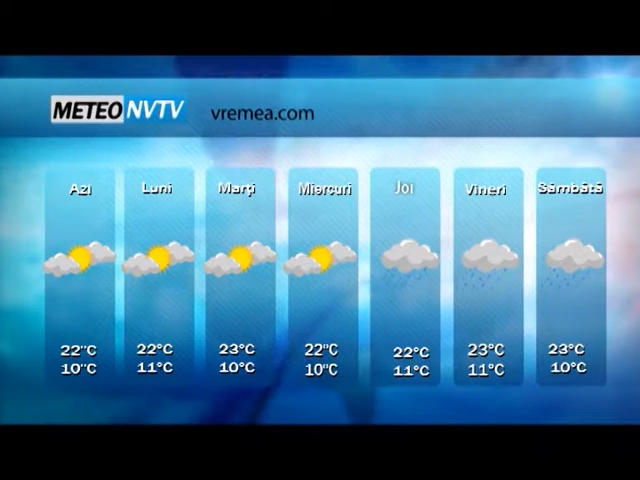 METEO NVTV vremea.com
Azi Luni Marţi Miercuri Joi Vineri Sâmbătă
22°C 22°C 23°C 22°C 22°C 23°C 23°C
10°C 11°C 10°C 10°C 11°C 11°C 10°C